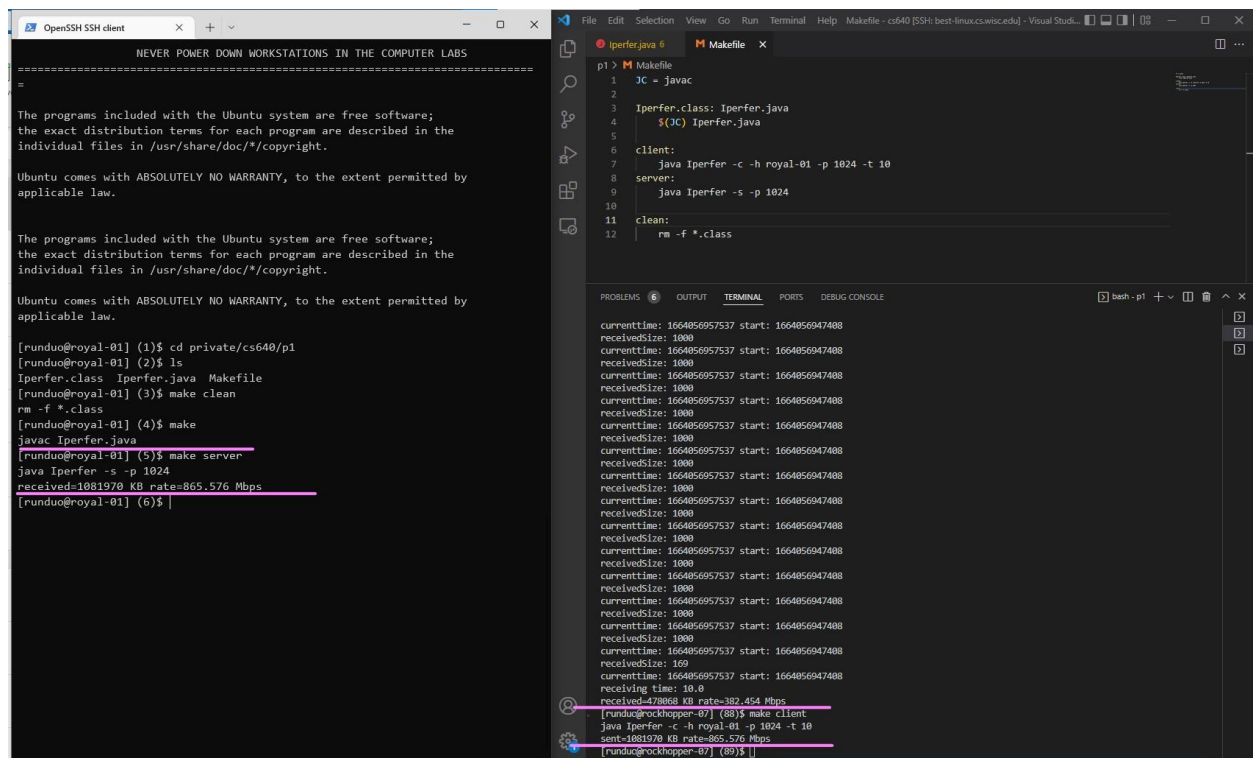 OpenSSH SSH client
NEVER POWER DOWN WORKSTATIONS IN THE COMPUTER LABS
==============================================================================
=
The programs included with the Ubuntu system are free software;
the exact distribution terms for each program are described in the
individual files in /usr/share/doc/*/copyright.
Ubuntu comes with ABSOLUTELY NO WARRANTY, to the extent permitted by
applicable law.
The programs included with the Ubuntu system are free software;
the exact distribution terms for each program are described in the
individual files in /usr/share/doc/*/copyright.
Ubuntu comes with ABSOLUTELY NO WARRANTY, to the extent permitted by
applicable law.
[runduo@royal-01] (1)$ cd private/cs640/p1
[runduo@royal-01] (2)$ ls
Iperfer.class Iperfer.java Makefile
[runduo@royal-01] (3)$ make clean
rm -f *.class
[runduo@royal-01] (4)$ make
javac Iperfer.java
[runduo@royal-01] (5)$ make server
java Iperfer -s -p 1024
received=1081970 KB rate=865.576 Mbps
[runduo@royal-01] (6)$
File Edit Selection View Go Run Terminal Help Makefile - cs640 [SSH: best-linux.cs.wisc.edu] - Visual Studi...
Iperfer.java 6 M Makefile
p1 > M Makefile
1 JC = javac
2
3 Iperfer.class: Iperfer.java
4 $(JC) Iperfer.java
5
6 client:
7 java Iperfer -c -h royal-01 -p 1024 -t 10
8 server:
9 java Iperfer -s -p 1024
10
11 clean:
12 rm -f *.class
PROBLEMS 6 OUTPUT TERMINAL PORTS DEBUG CONSOLE bash - p1
currenttime: 1664056957537 start: 1664056947408
receivedSize: 1000
currenttime: 1664056957537 start: 1664056947408
receivedSize: 1000
currenttime: 1664056957537 start: 1664056947408
receivedSize: 1000
currenttime: 1664056957537 start: 1664056947408
receivedSize: 1000
currenttime: 1664056957537 start: 1664056947408
receivedSize: 1000
currenttime: 1664056957537 start: 1664056947408
receivedSize: 1000
currenttime: 1664056957537 start: 1664056947408
receivedSize: 1000
currenttime: 1664056957537 start: 1664056947408
receivedSize: 1000
currenttime: 1664056957537 start: 1664056947408
receivedSize: 1000
currenttime: 1664056957537 start: 1664056947408
receivedSize: 1000
currenttime: 1664056957537 start: 1664056947408
receivedSize: 1000
currenttime: 1664056957537 start: 1664056947408
receivedSize: 1000
currenttime: 1664056957537 start: 1664056947408
receivedSize: 1000
currenttime: 1664056957537 start: 1664056947408
receivedSize: 169
currenttime: 1664056957537 start: 1664056947408
receiving time: 10.0
received=478068 KB rate=382.454 Mbps
[runduo@rockhopper-07] (88)$ make client
java Iperfer -c -h royal-01 -p 1024 -t 10
sent=1081970 KB rate=865.576 Mbps
[runduo@rockhopper-07] (89)$